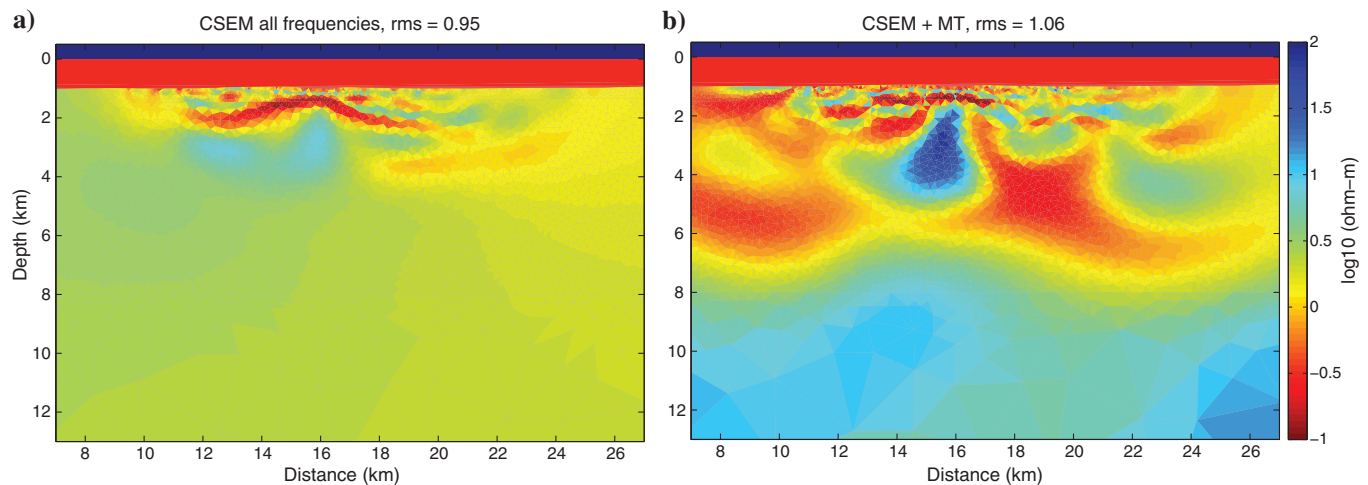 a)
CSEM all frequencies, rms = 0.95
0
2
4
6
8
10
12
Depth (km)
8 10 12 14 16 18 20 22 24 26
Distance (km)
b)
CSEM + MT, rms = 1.06
0
2
4
6
8
10
12
8 10 12 14 16 18 20 22 24 26
Distance (km)
2
1.5
1
0.5
0
−0.5
−1
log10 (ohm−m)